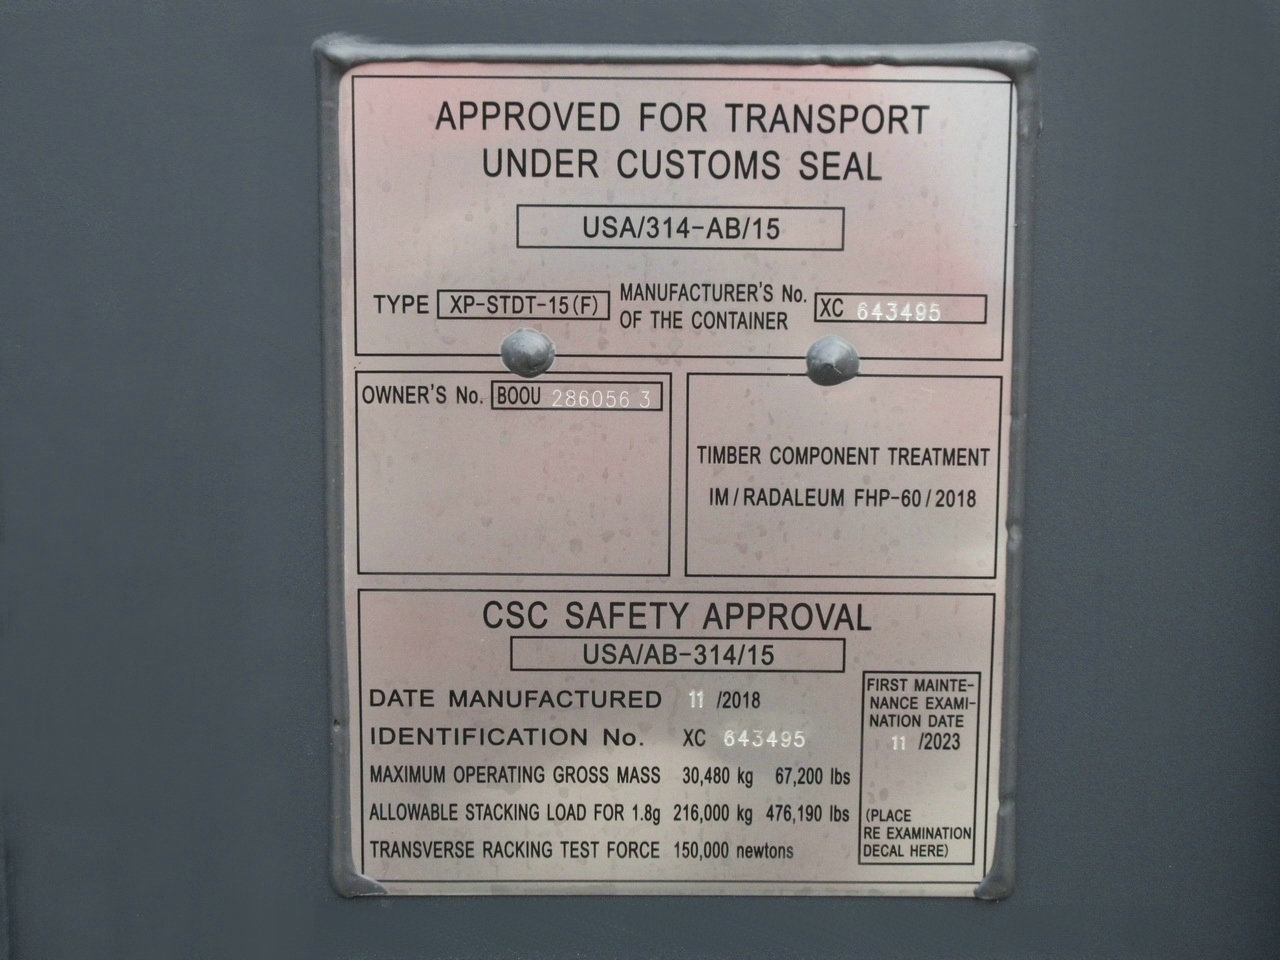 APPROVED FOR TRANSPORT
UNDER CUSTOMS SEAL
USA/314-AB/15
TYPE XP-STDT-15(F) MANUFACTURER'S No.
OF THE CONTAINER XC 643495
OWNER'S No. BOOU 286056 3
TIMBER COMPONENT TREATMENT
IM/RADALEUM FHP-60/2018
CSC SAFETY APPROVAL
USA/AB-314/15
DATE MANUFACTURED 11 /2018
IDENTIFICATION No. XC 643495
MAXIMUM OPERATING GROSS MASS 30,480 kg 67,200 lbs
ALLOWABLE STACKING LOAD FOR 1.8g 216,000 kg 476,190 lbs
TRANSVERSE RACKING TEST FORCE 150,000 newtons
FIRST MAINTE-
NANCE EXAMI-
NATION DATE
11 /2023
(PLACE
RE EXAMINATION
DECAL HERE)